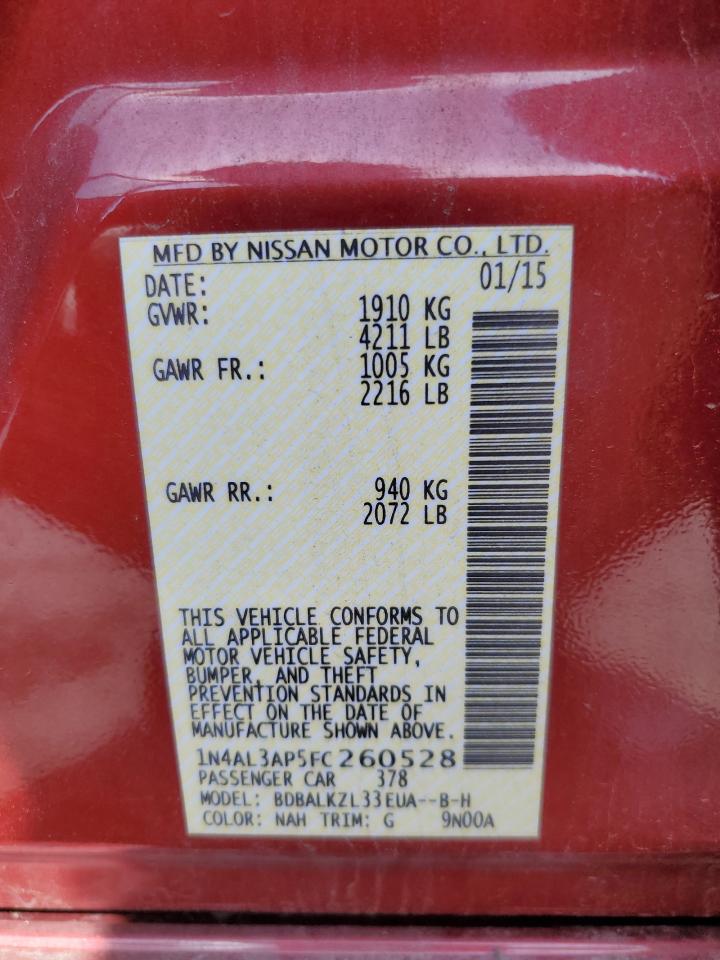 MFD BY NISSAN MOTOR CO., LTD.
DATE: 01/15
GVWR: 1910 KG
4211 LB
GAWR FR.: 1005 KG
2216 LB
GAWR RR.: 940 KG
2072 LB
THIS VEHICLE CONFORMS TO
ALL APPLICABLE FEDERAL
MOTOR VEHICLE SAFETY,
BUMPER, AND THEFT
PREVENTION STANDARDS IN
EFFECT ON THE DATE OF
MANUFACTURE SHOWN ABOVE.
1N4AL3AP5FC260528
PASSENGER CAR 378
MODEL: BDBALKZL33EUA--B-H
COLOR: NAH TRIM: G 9N00A